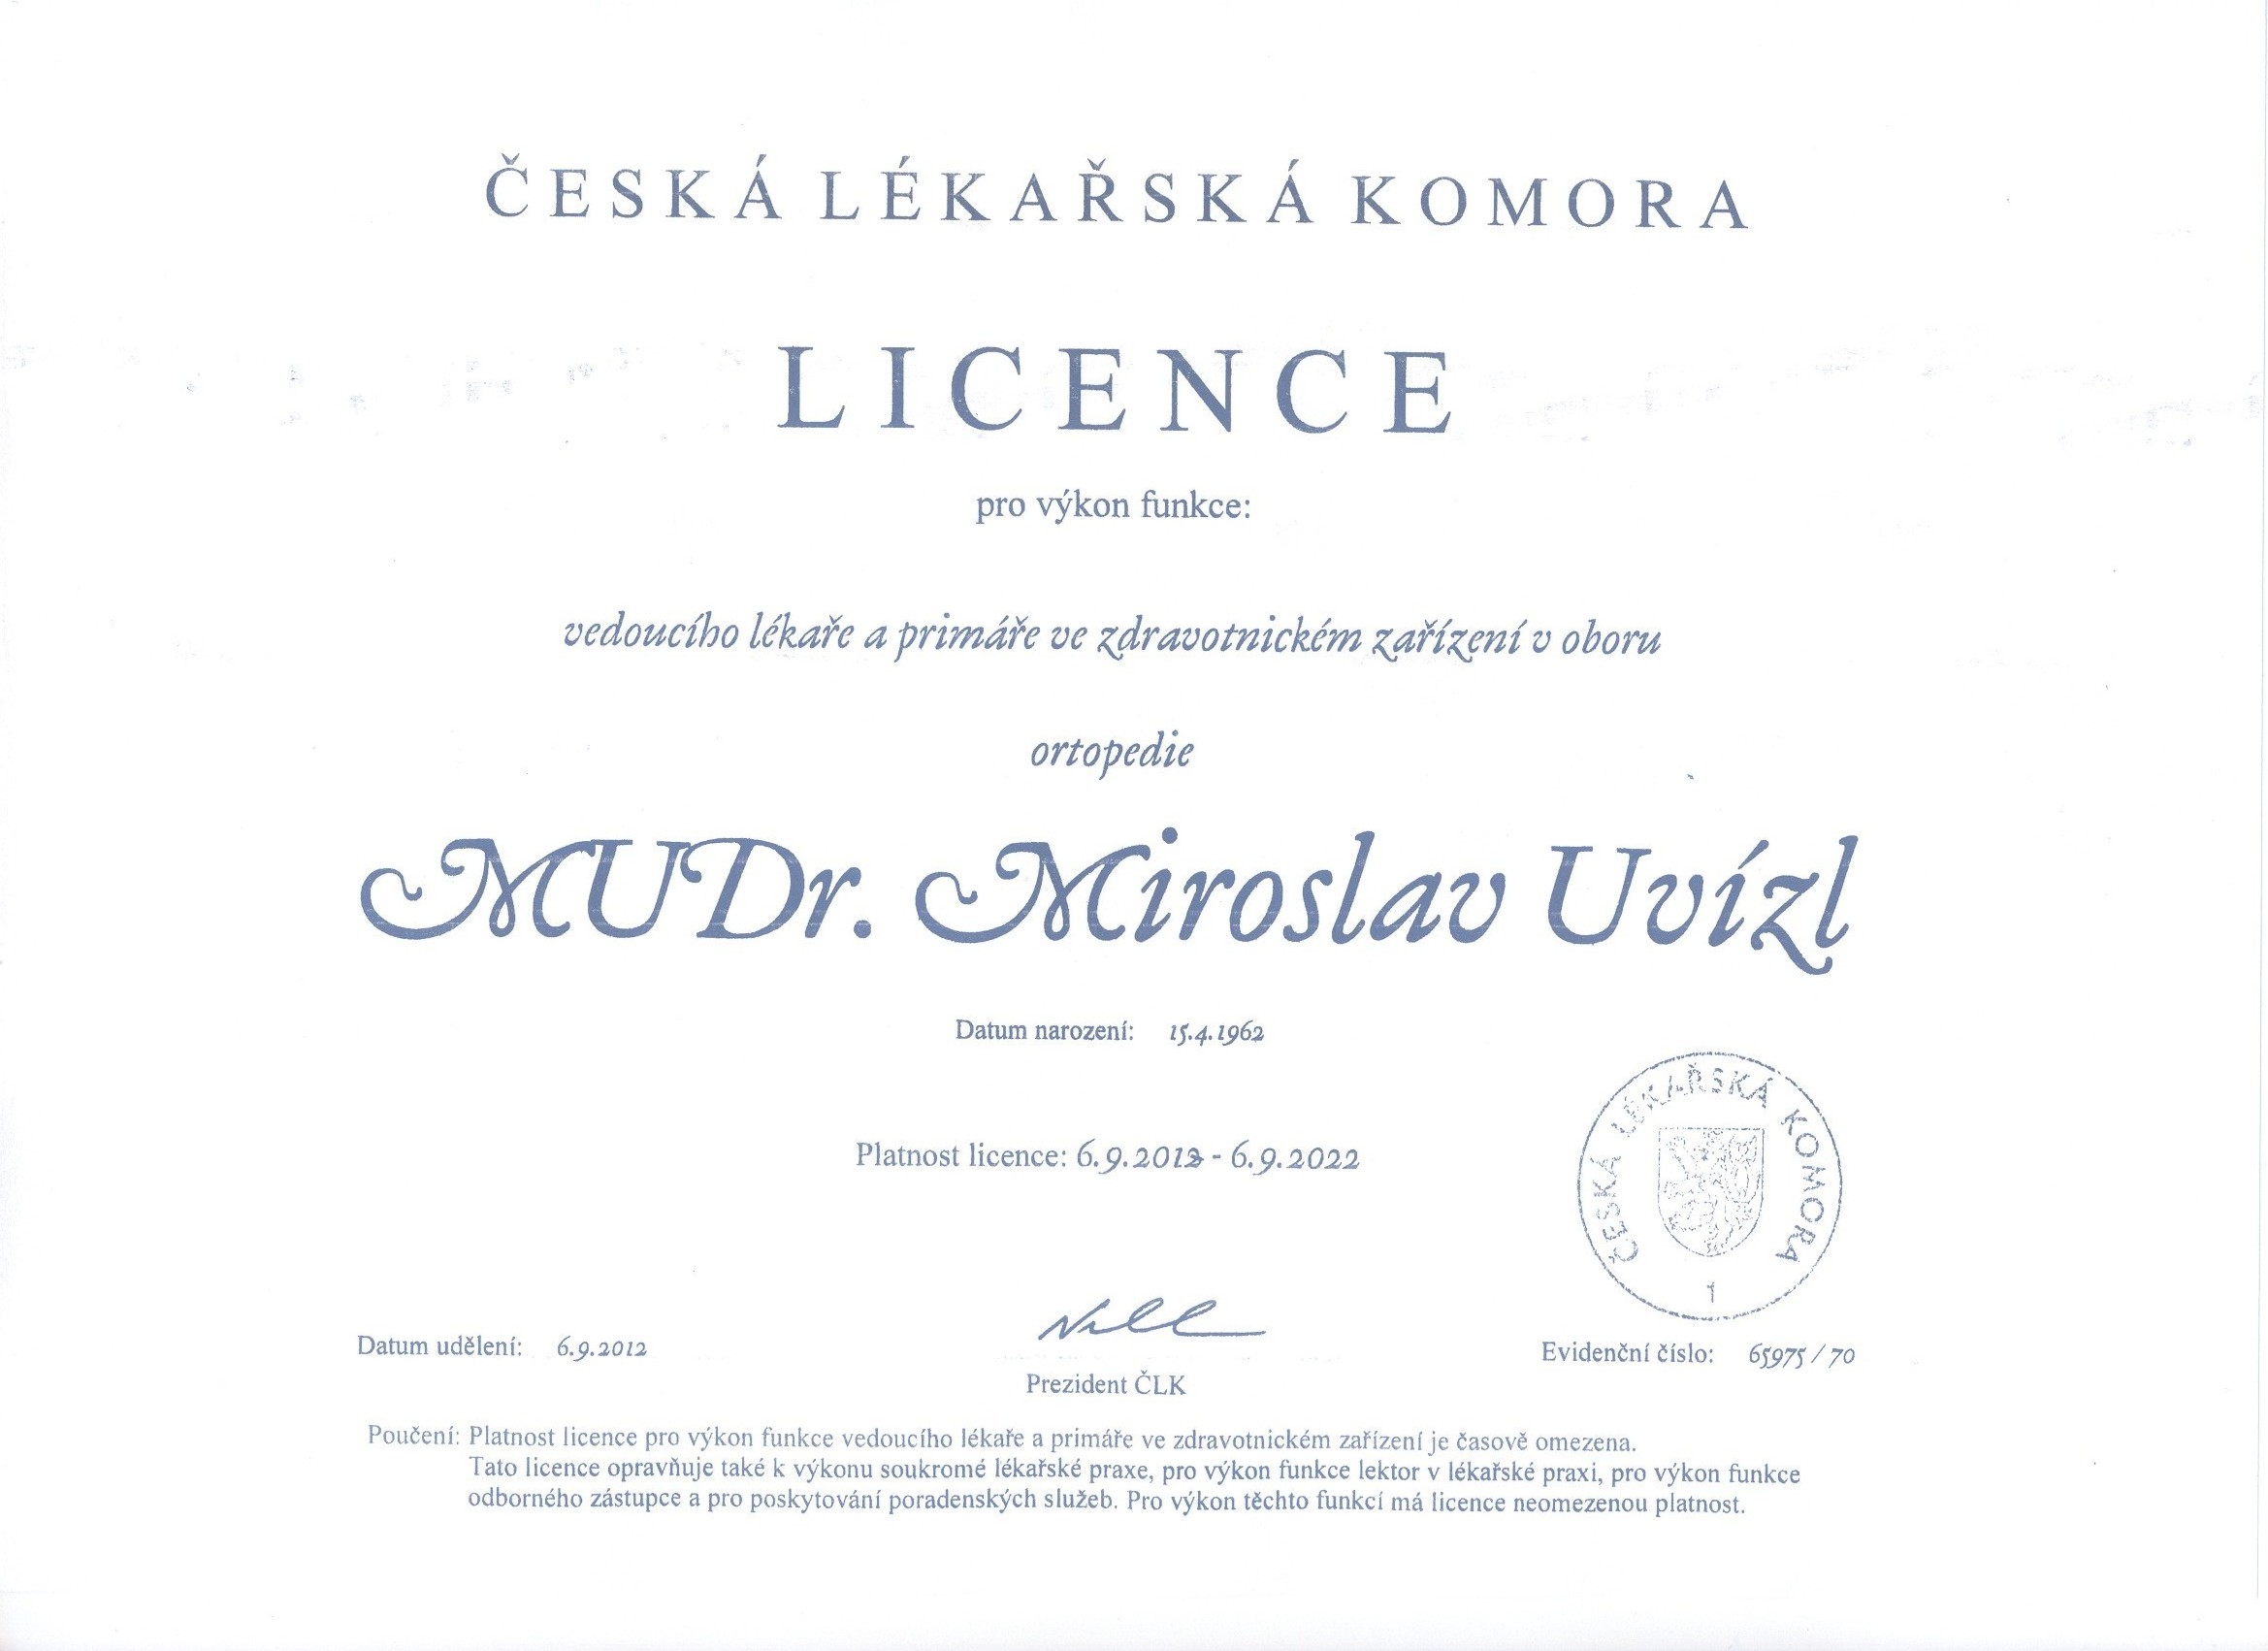 ČESKÁ LÉKAŘSKÁ KOMORA
LICENCE
pro výkon funkce:
vedoucího lékaře a primáře ve zdravotnickém zařízení v oboru
ortopedie
MUDr. Miroslav Uvízl
Datum narození: 15.4.1962
ČESKÁ LÉKAŘSKÁ KOMORA
1
Platnost licence: 6.9.2012 - 6.9.2022
Datum udělení: 6.9.2012
Prezident ČLK
Evidenční číslo: 65975 / 70
Poučení: Platnost licence pro výkon funkce vedoucího lékaře a primáře ve zdravotnickém zařízení je časově omezena.
Tato licence opravňuje také k výkonu soukromé lékařské praxe, pro výkon funkce lektor v lékařské praxi, pro výkon funkce
odborného zástupce a pro poskytování poradenských služeb. Pro výkon těchto funkcí má licence neomezenou platnost.